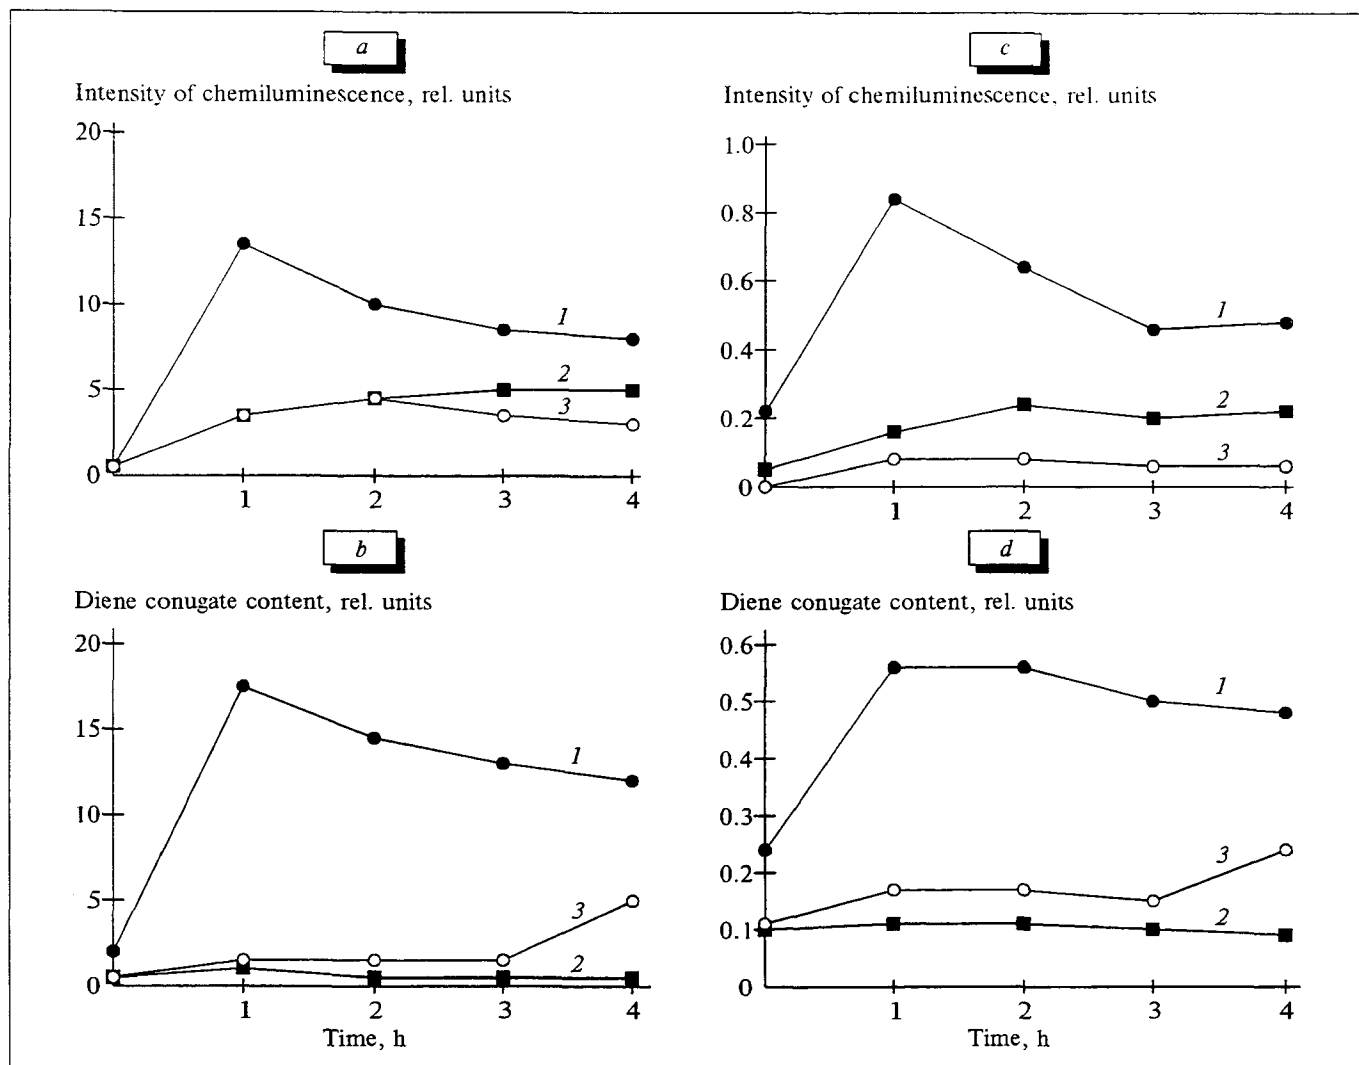 a
Intensity of chemiluminescence, rel. units
20
15
10
5
0
1
2
3
1 2 3 4
c
Intensity of chemiluminescence, rel. units
1.0
0.8
0.6
0.4
0.2
0
1
2
3
1 2 3 4
b
Diene conugate content, rel. units
20
15
10
5
0
1
3
2
1 2 3 4
Time, h
d
Diene conugate content, rel. units
0.6
0.5
0.4
0.3
0.2
0.1
0
1
3
2
1 2 3 4
Time, h